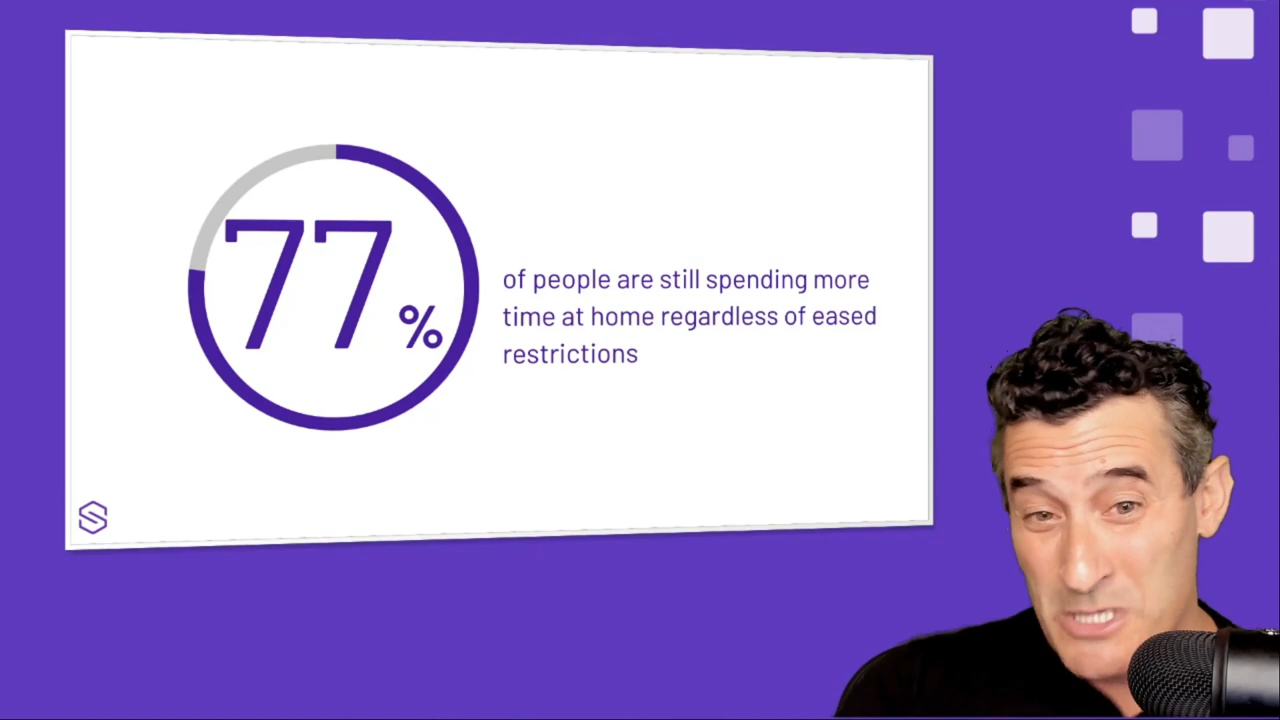 77%
of people are still spending more
time at home regardless of eased
restrictions